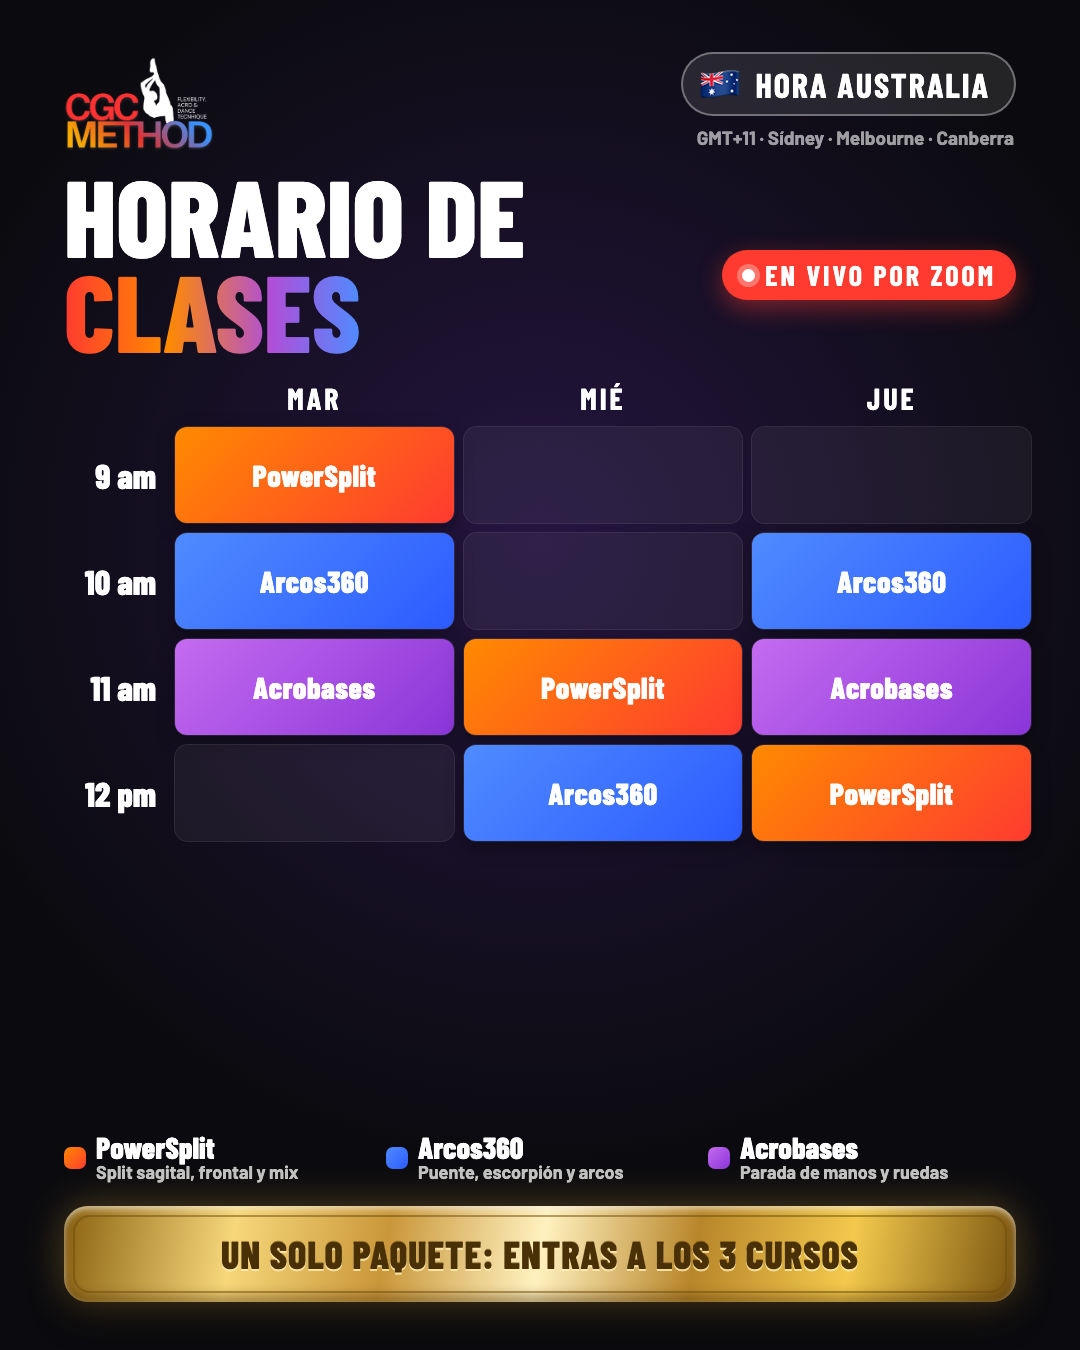 CGC
METHOD
FLEXIBILITY,
ACRO &
DANCE
TECNHIQUE
HORA AUSTRALIA
GMT+11 · Sídney · Melbourne · Canberra
HORARIO DE
CLASES
EN VIVO POR ZOOM
MAR MIÉ JUE
9 am PowerSplit
10 am Arcos360 Arcos360
11 am Acrobases PowerSplit Acrobases
12 pm Arcos360 PowerSplit
PowerSplit
Split sagital, frontal y mix
Arcos360
Puente, escorpión y arcos
Acrobases
Parada de manos y ruedas
UN SOLO PAQUETE: ENTRAS A LOS 3 CURSOS